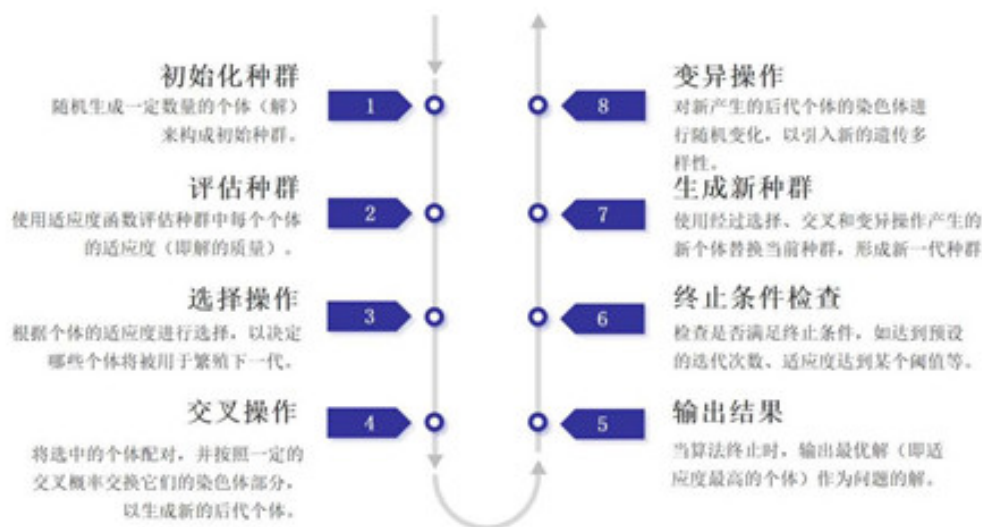 初始化种群
随机生成一定数量的个体（解）
来构成初始种群。
1
评估种群
使用适应度函数评估种群中每个个体
的适应度（即解的质量）。
2
选择操作
根据个体的适应度进行选择，以决定
哪些个体将被用于繁殖下一代。
3
交叉操作
将选中的个体配对，并按照一定的
交叉概率交换它们的染色体部分，
以生成新的后代个体。
4
变异操作
对新产生的后代个体的染色体进
行随机变化，以引入新的遗传多
样性。
8
生成新种群
使用经过选择、交叉和变异操作产生的
新个体替换当前种群，形成新一代种群
7
终止条件检查
检查是否满足终止条件，如达到预设
的迭代次数、适应度达到某个阈值等。
6
输出结果
当算法终止时，输出最优解（即适
应度最高的个体）作为问题的解。
5